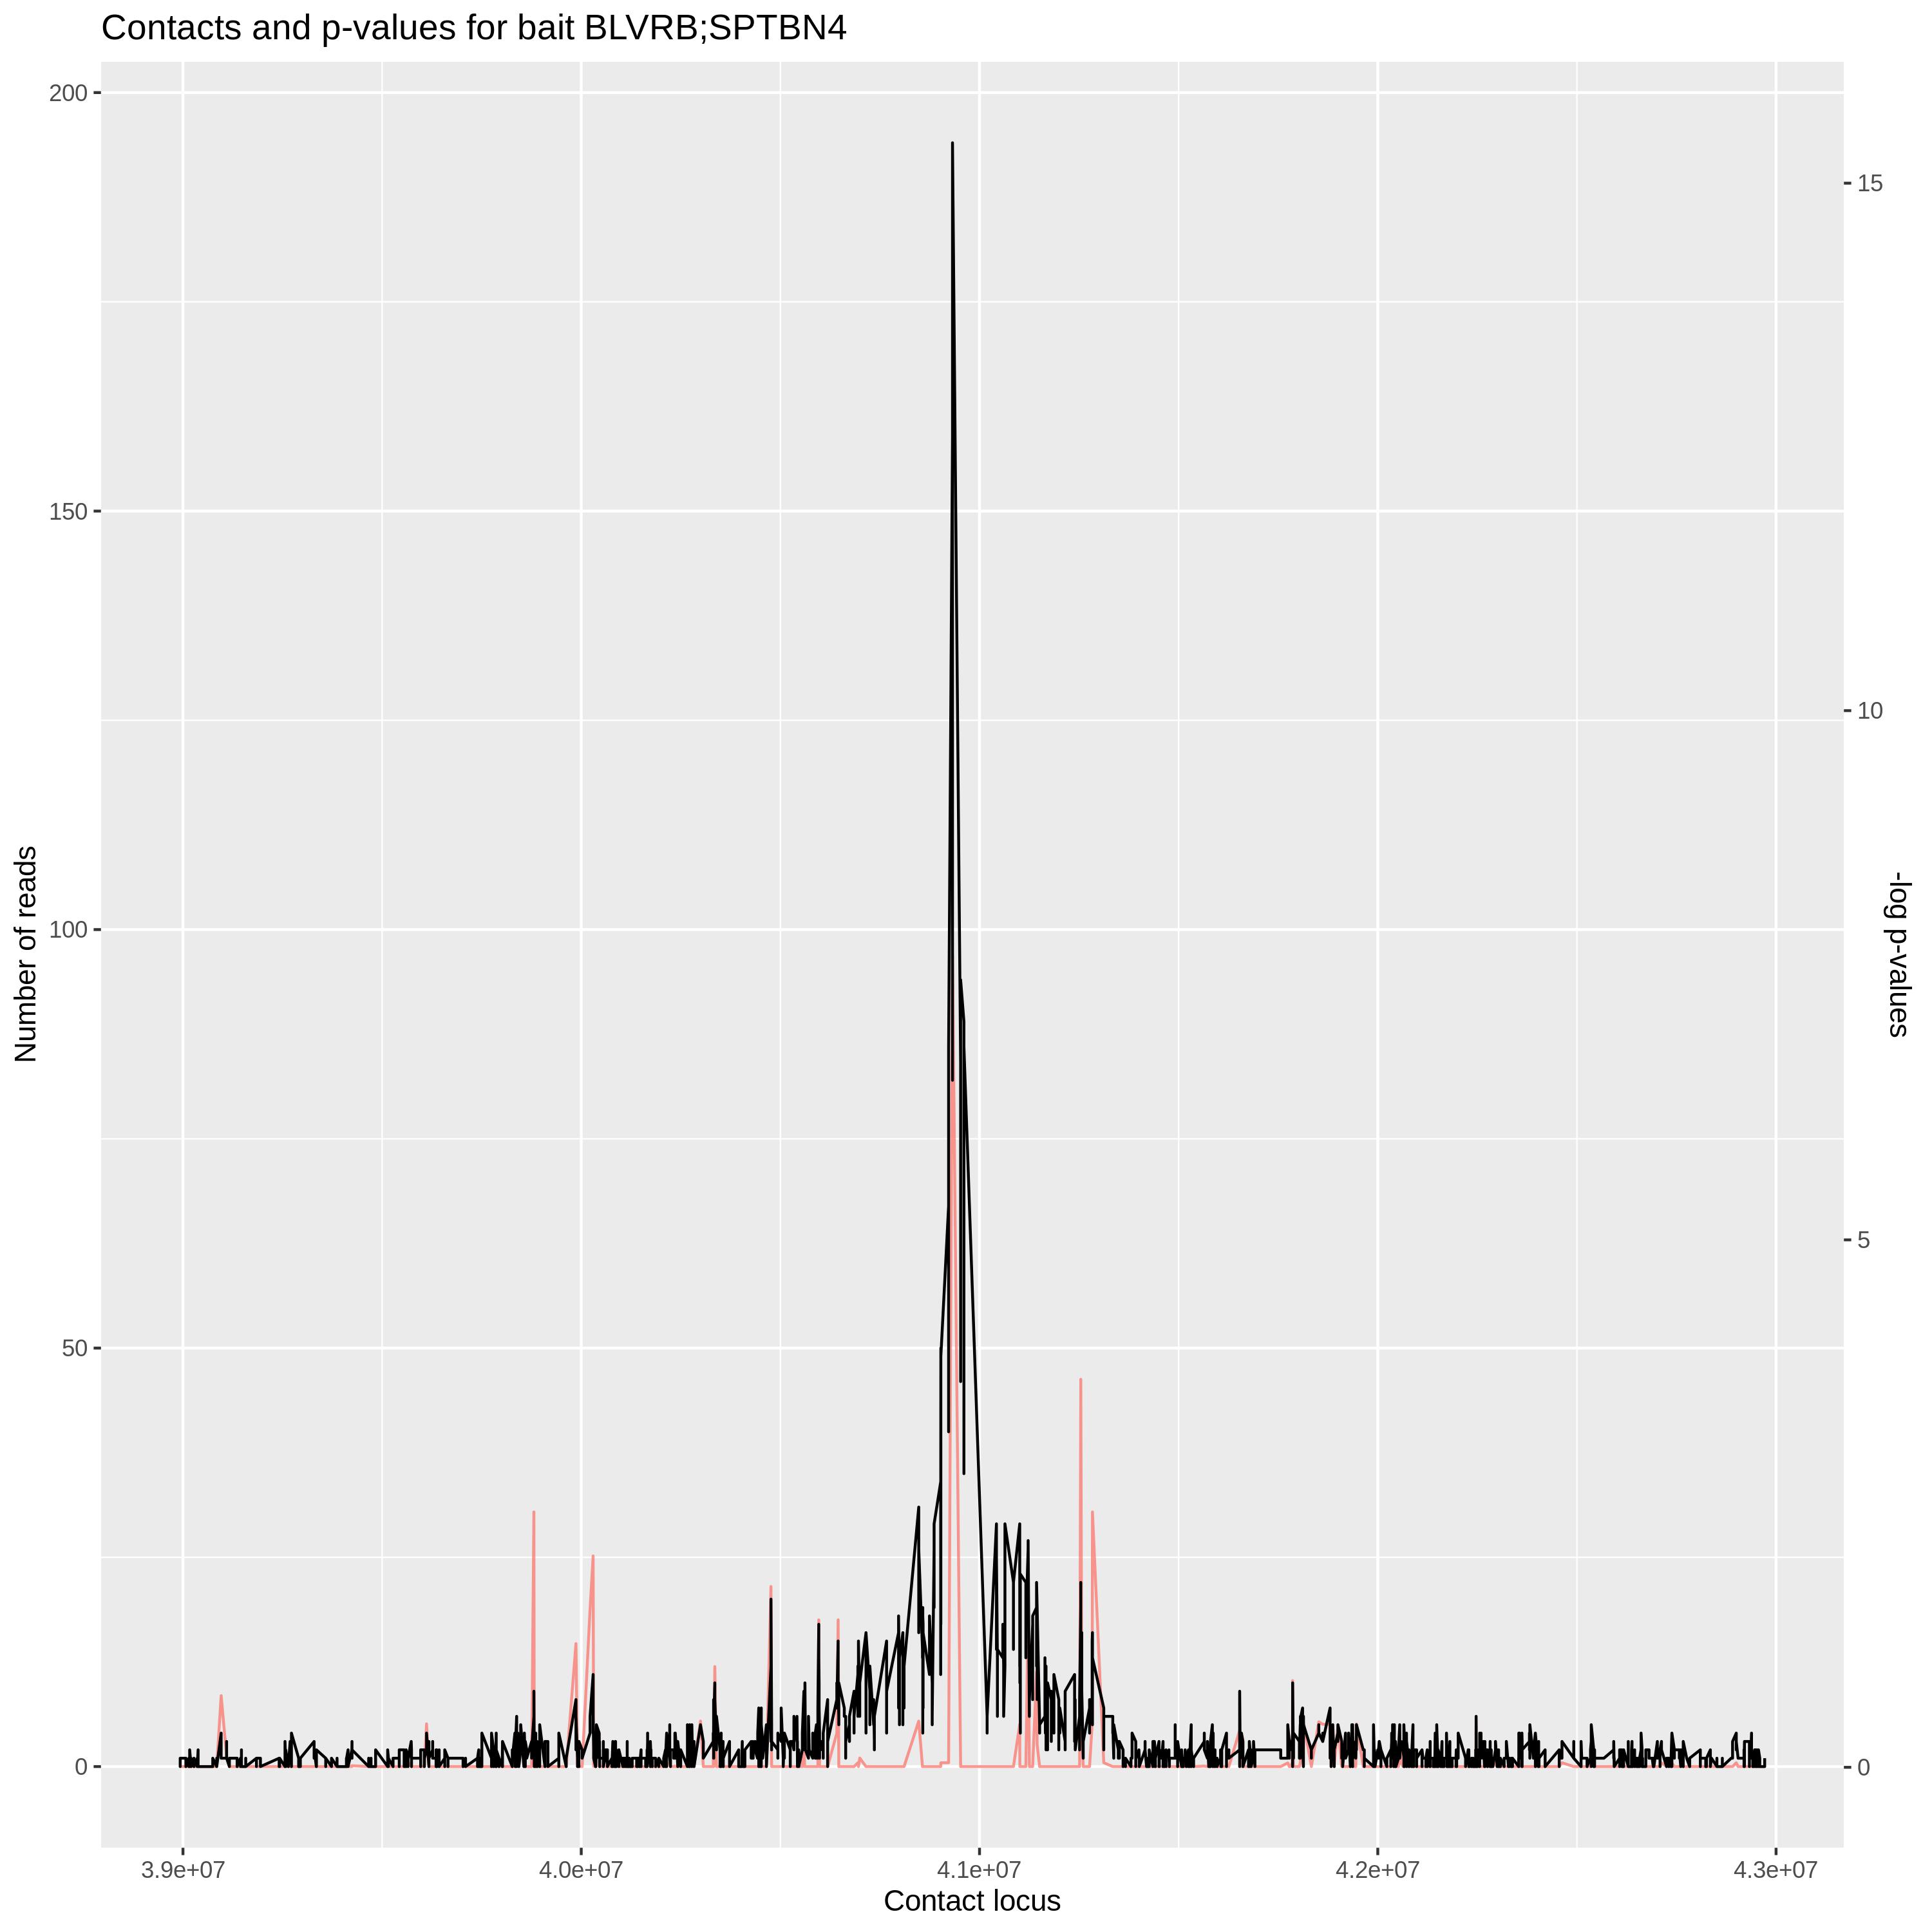 Contacts and p-values for bait BLVRB;SPTBN4
200
150
100
50
0
Number of reads
15
10
5
0
-log p-values
3.9e+07
4.0e+07
4.1e+07
4.2e+07
4.3e+07
Contact locus